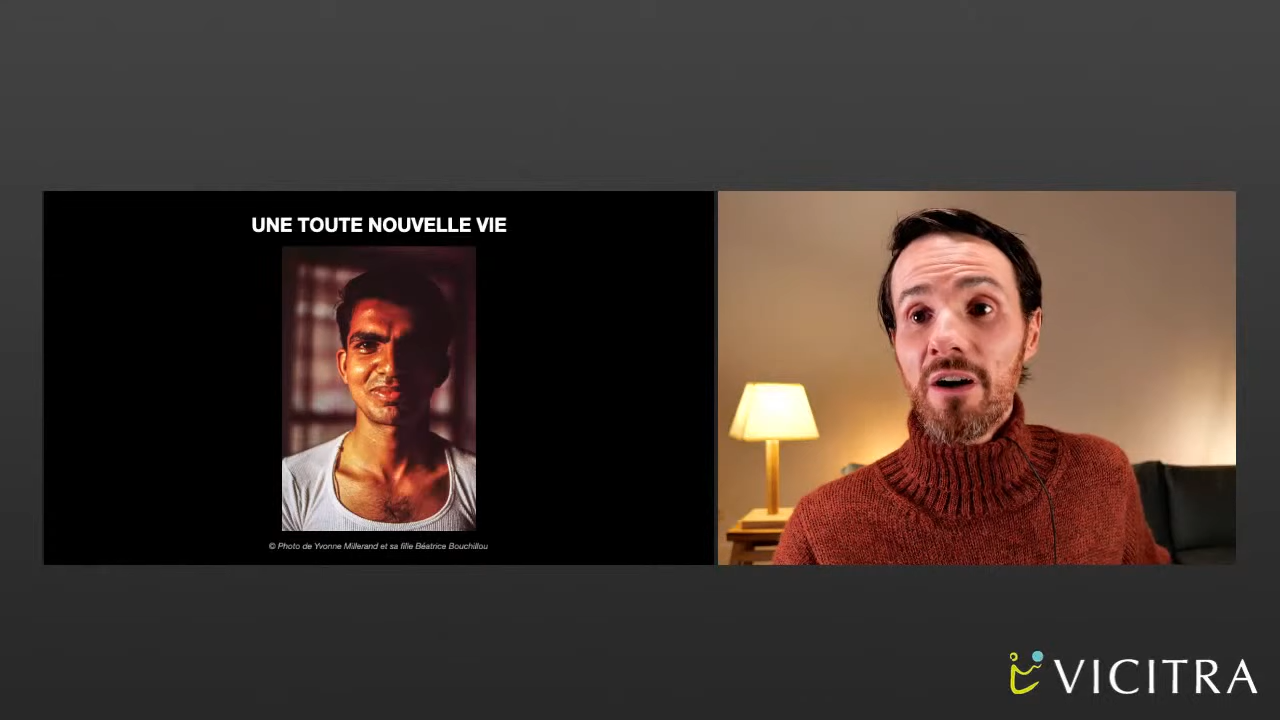 UNE TOUTE NOUVELLE VIE
© Photo de Yvonne Millerand et sa fille Béatrice Bouchillou
VICITRA